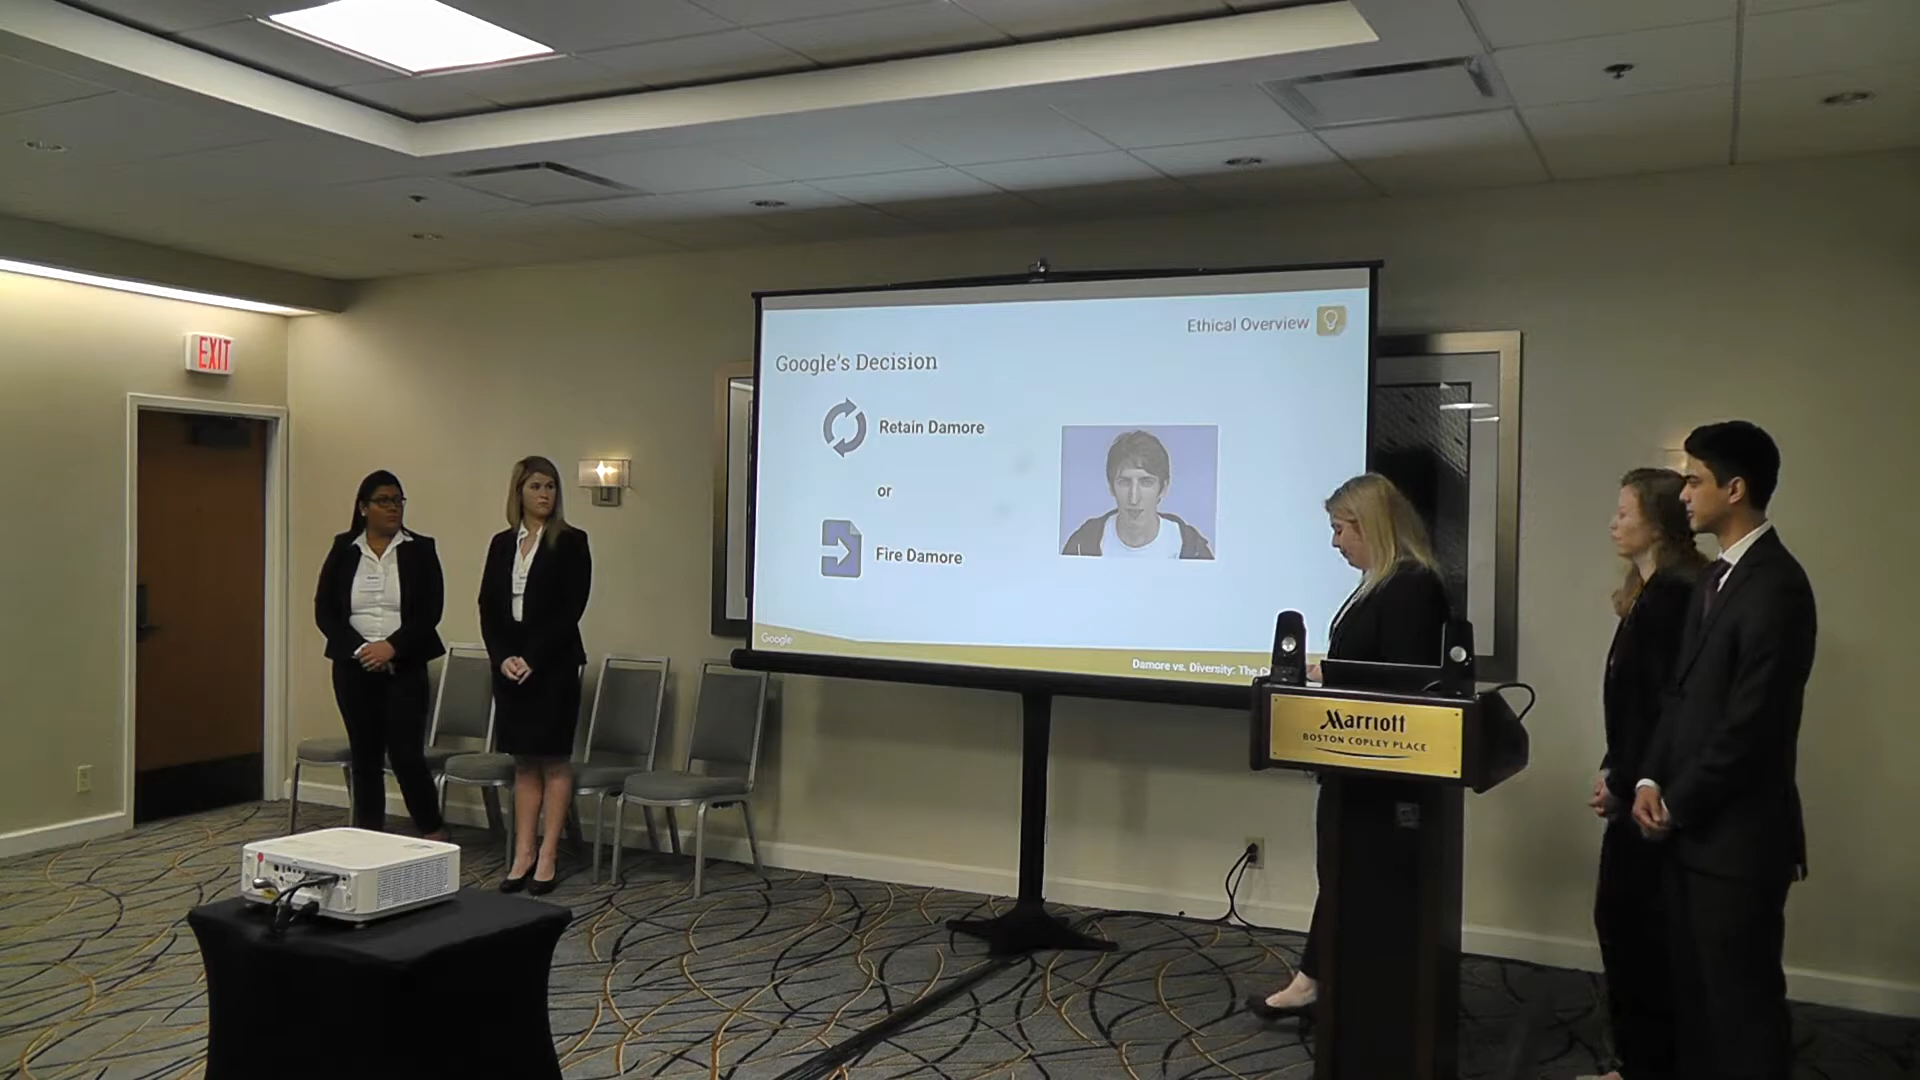 EXIT
Ethical Overview
Google's Decision
Retain Damore
or
Fire Damore
Google
Damore vs. Diversity: The
Marriott
BOSTON COPLEY PLACE